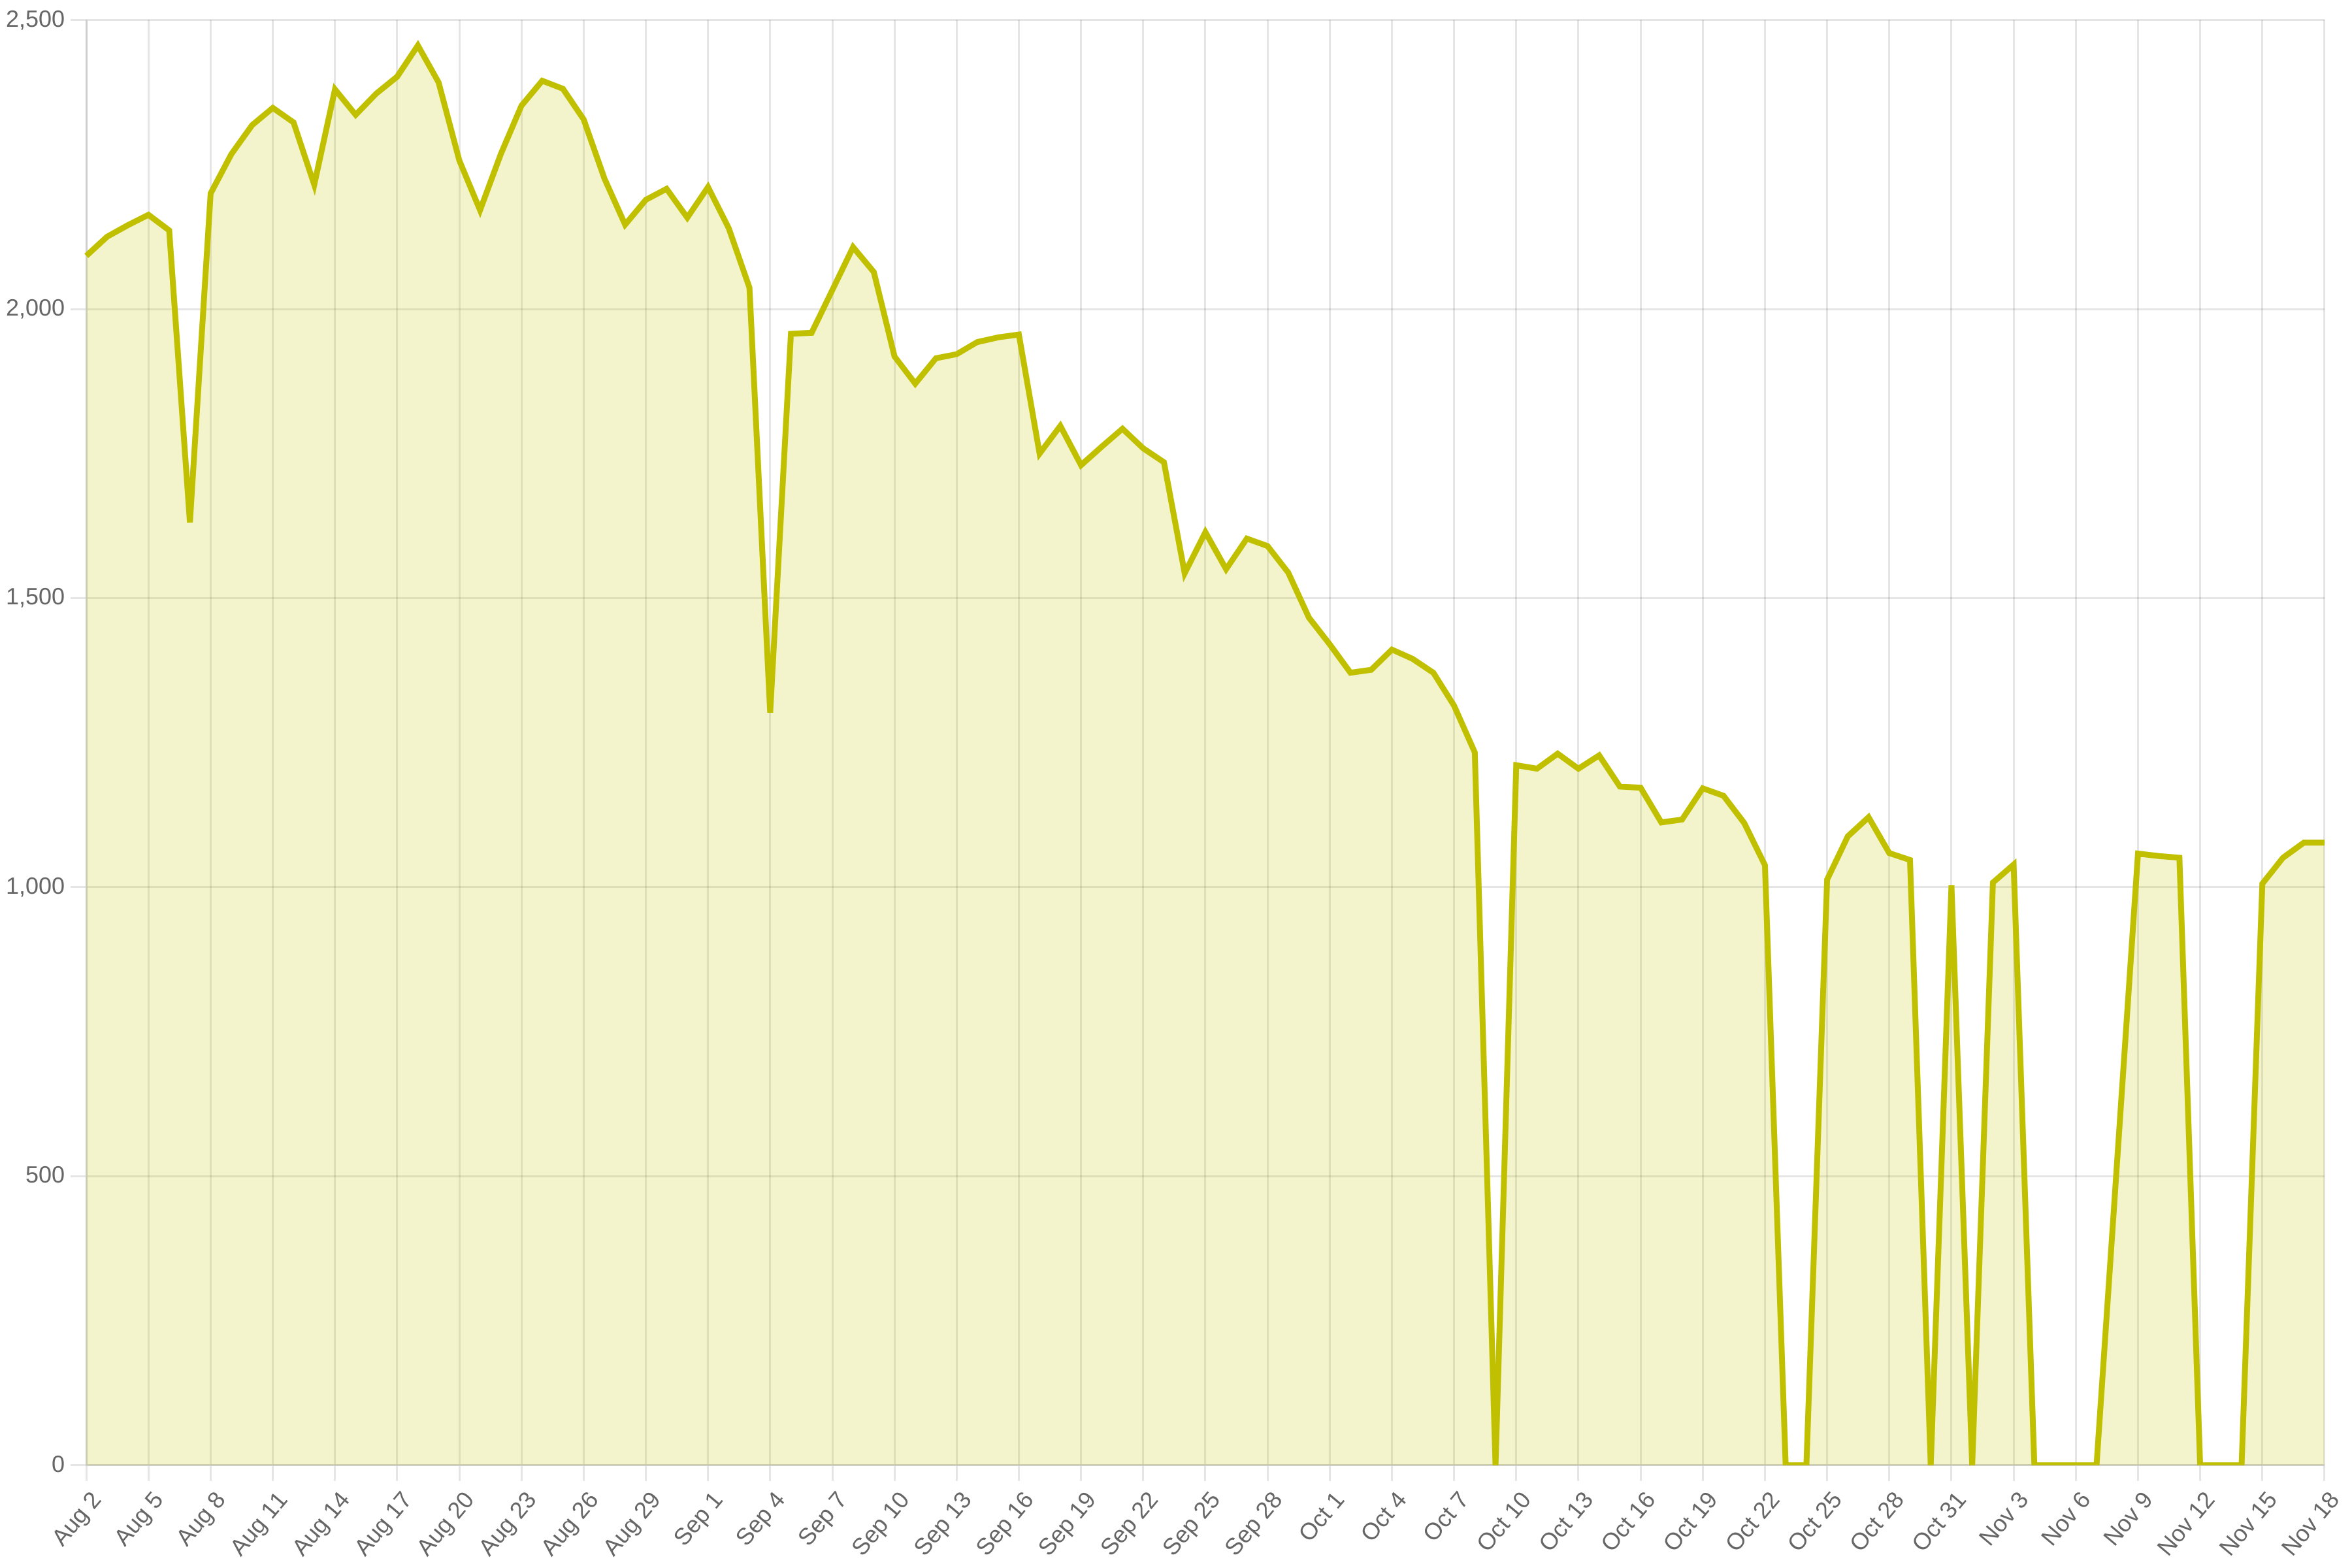 2,500
2,000
1,500
1,000
500
0
Aug 2
Aug 5
Aug 8
Aug 11
Aug 14
Aug 17
Aug 20
Aug 23
Aug 26
Aug 29
Sep 1
Sep 4
Sep 7
Sep 10
Sep 13
Sep 16
Sep 19
Sep 22
Sep 25
Sep 28
Oct 1
Oct 4
Oct 7
Oct 10
Oct 13
Oct 16
Oct 19
Oct 22
Oct 25
Oct 28
Oct 31
Nov 3
Nov 6
Nov 9
Nov 12
Nov 15
Nov 18